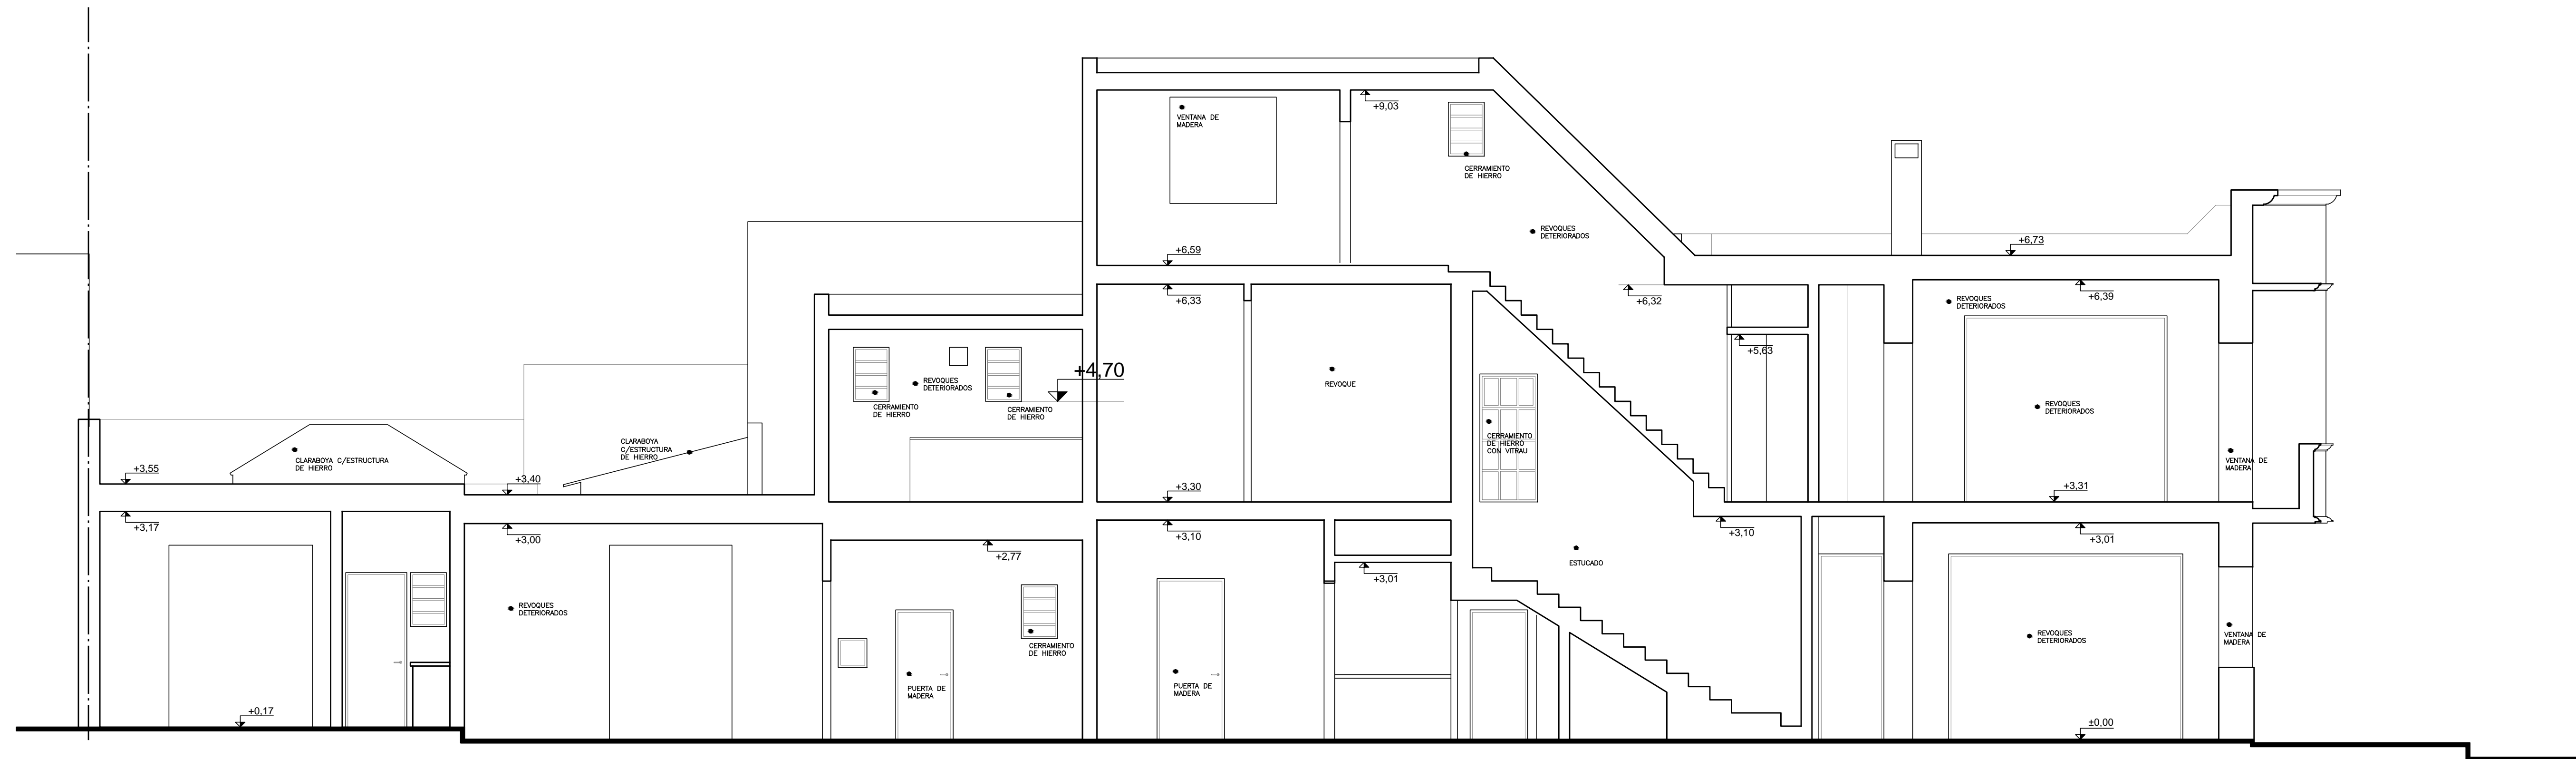 VENTANA DE
MADERA
+9,03
CERRAMIENTO
DE HIERRO
REVOQUES
DETERIORADOS
+6,59
+6,73
+6,33
+6,32
+6,39
REVOQUES
DETERIORADOS
+5,63
+4,70
REVOQUES
DETERIORADOS
REVOQUE
CERRAMIENTO
DE HIERRO
CERRAMIENTO
DE HIERRO
REVOQUES
DETERIORADOS
CERRAMIENTO
DE HIERRO
CON VITRAU
CLARABOYA
C/ESTRUCTURA
DE HIERRO
CLARABOYA C/ESTRUCTURA
DE HIERRO
VENTANA DE
MADERA
+3,55
+3,40
+3,30
+3,31
+3,17
+3,00
+3,10
+3,10
+3,01
+2,77
+3,01
ESTUCADO
REVOQUES
DETERIORADOS
CERRAMIENTO
DE HIERRO
REVOQUES
DETERIORADOS
VENTANA DE
MADERA
PUERTA DE
MADERA
PUERTA DE
MADERA
+0,17
±0,00